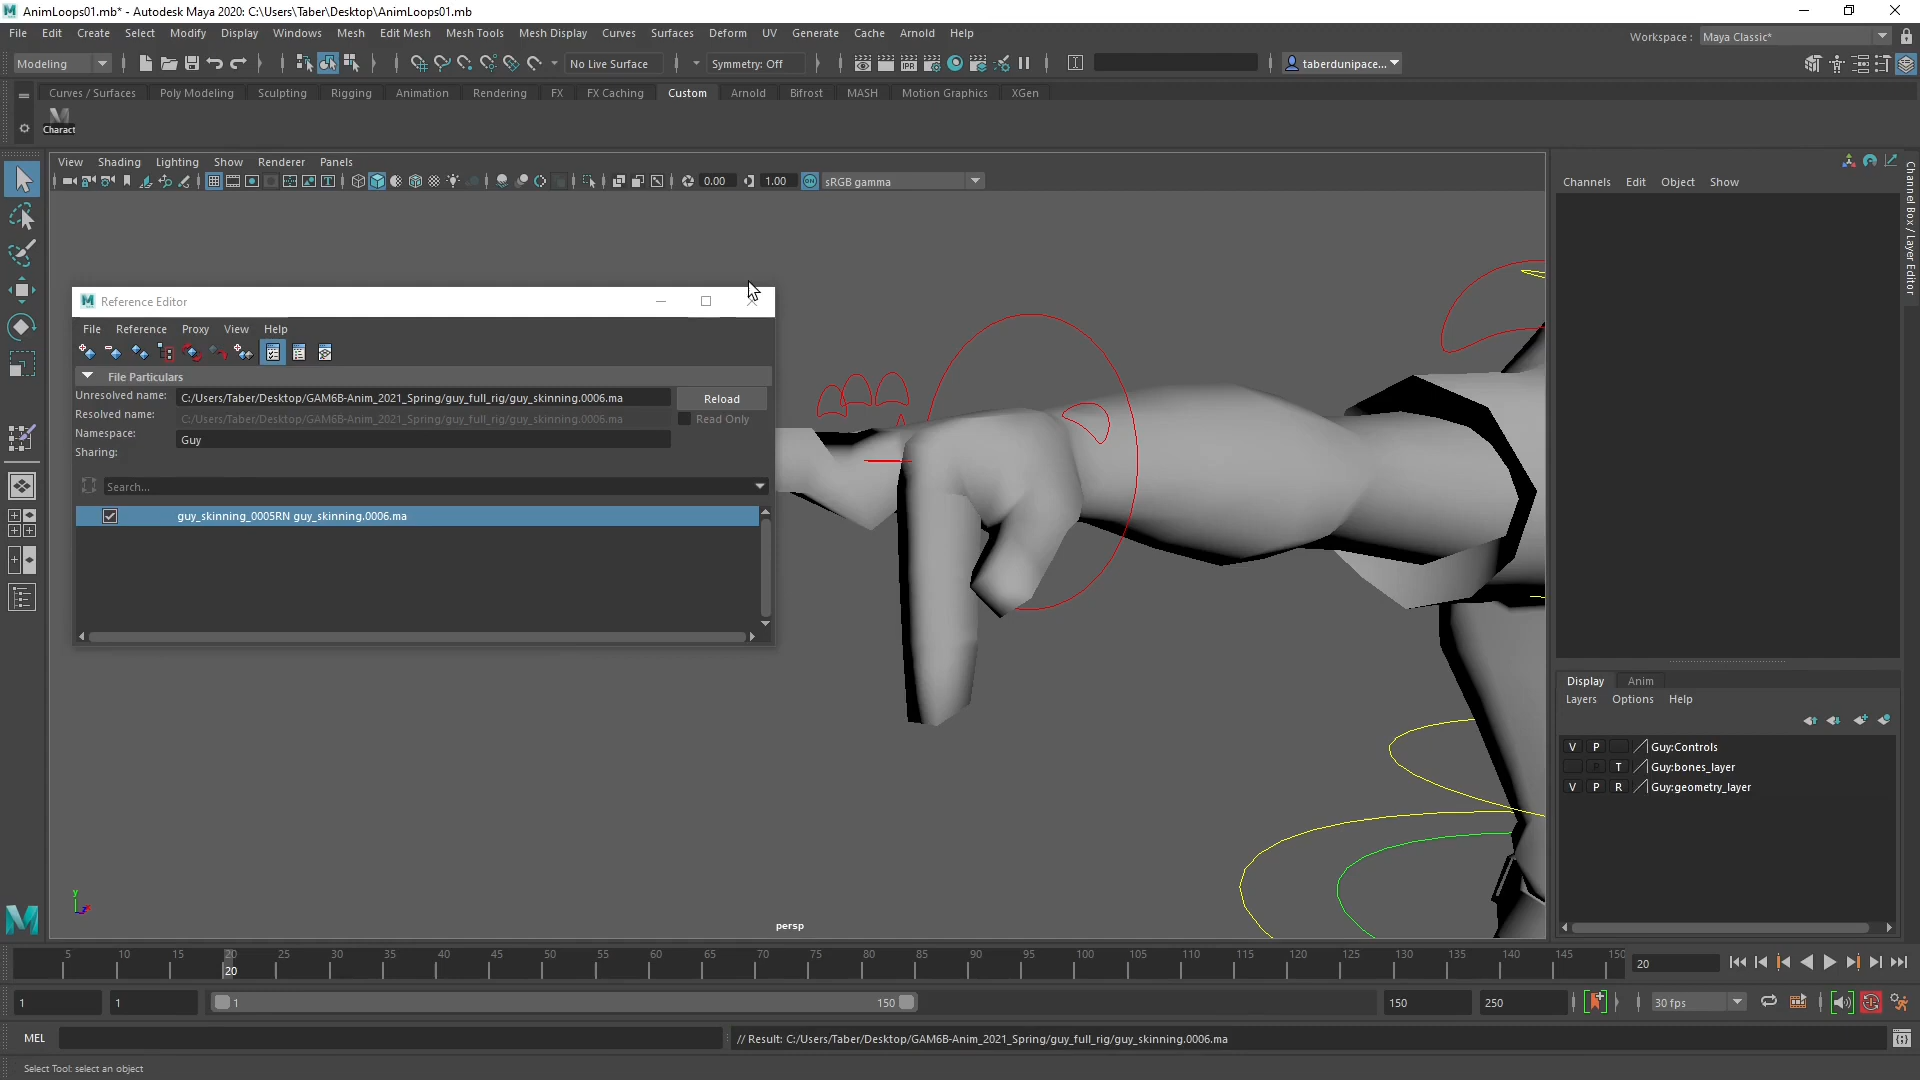 AnimLoops01.mb* - Autodesk Maya 2020: C:\Users\Taber\Desktop\AnimLoops01.mb
File Edit Create Select Modify Display Windows Mesh Edit Mesh Mesh Tools Mesh Display Curves Surfaces Deform UV Generate Cache Arnold Help
Workspace : Maya Classic*
Modeling No Live Surface Symmetry: Off taberdunipace...
Curves / Surfaces Poly Modeling Sculpting Rigging Animation Rendering FX FX Caching Custom Arnold Bifrost MASH Motion Graphics XGen
Charact
View Shading Lighting Show Renderer Panels
0.00 1.00 sRGB gamma
Channels Edit Object Show
Channel Box / Layer Editor
Reference Editor
File Reference Proxy View Help
File Particulars
Unresolved name: C:/Users/Taber/Desktop/GAM6B-Anim_2021_Spring/guy_full_rig/guy_skinning.0006.ma Reload
Resolved name: C:/Users/Taber/Desktop/GAM6B-Anim_2021_Spring/guy_full_rig/guy_skinning.0006.ma Read Only
Namespace: Guy
Sharing:
Search...
guy_skinning_0005RN guy_skinning.0006.ma
Display Anim
Layers Options Help
V P Guy:Controls
T Guy:bones_layer
V P R Guy:geometry_layer
y
persp
5 10 15 20 25 30 35 40 45 50 55 60 65 70 75 80 85 90 95 100 105 110 115 120 125 130 135 140 145 150
20
20
1 1 1 150 150 250 30 fps
MEL // Result: C:/Users/Taber/Desktop/GAM6B-Anim_2021_Spring/guy_full_rig/guy_skinning.0006.ma
Select Tool: select an object